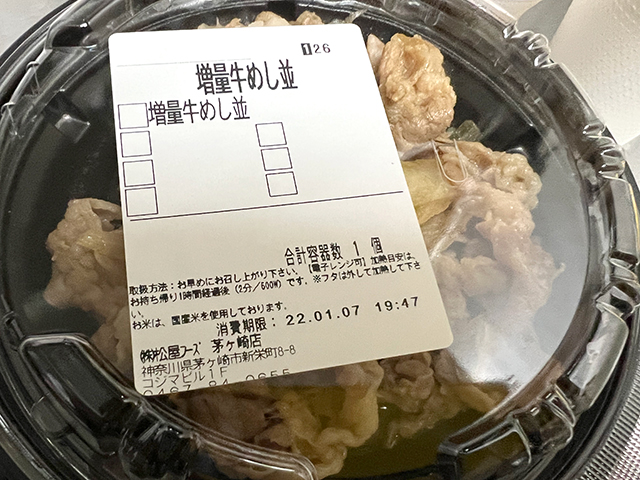 126
増量牛めし並
増量牛めし並
合計容器数 1 個
取扱方法：お早めにお召し上がり下さい。【電子レンジ可】加熱目安は、
お持ち帰り1時間経過後（2分／500W）です。※フタは外して加熱して下さ
い。
お米は、国産米を使用しております。
消費期限：22.01.07 19:47
㈱松屋フーズ 茅ヶ崎店
神奈川県茅ヶ崎市新栄町8-8
コジマビル1F